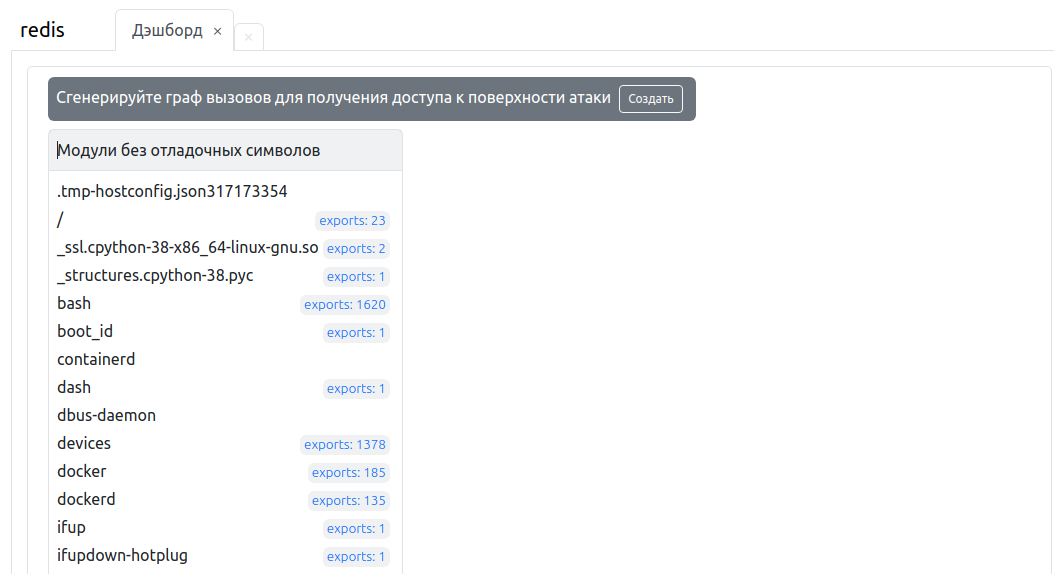 redis
Дэшборд ×
×
Сгенерируйте граф вызовов для получения доступа к поверхности атаки Создать
Модули без отладочных символов
.tmp-hostconfig.json317173354
/ exports: 23
_ssl.cpython-38-x86_64-linux-gnu.so exports: 2
_structures.cpython-38.pyc exports: 1
bash exports: 1620
boot_id exports: 1
containerd
dash exports: 1
dbus-daemon
devices exports: 1378
docker exports: 185
dockerd exports: 135
ifup exports: 1
ifupdown-hotplug exports: 1